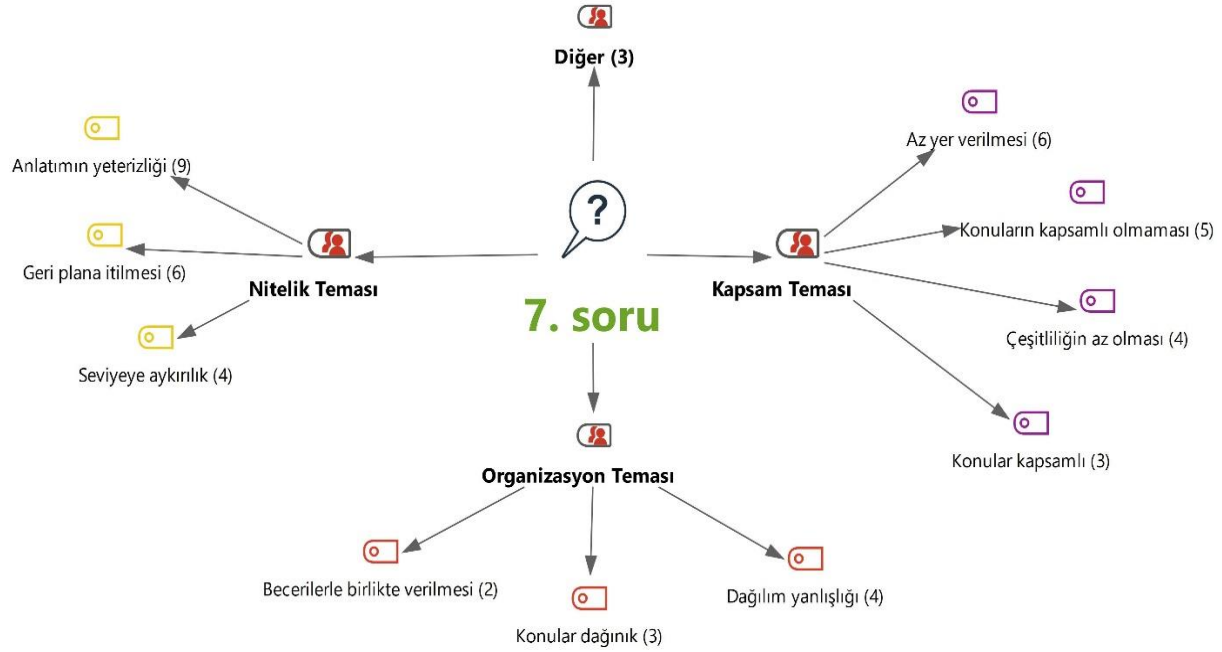 Diğer (3)
Anlatımın yeterizliği (9)
Geri plana itilmesi (6)
Seviyeye aykırılık (4)
Nitelik Teması
?
7. soru
Kapsam Teması
Az yer verilmesi (6)
Konuların kapsamlı olmaması (5)
Çeşitliliğin az olması (4)
Konular kapsamlı (3)
Organizasyon Teması
Becerilerle birlikte verilmesi (2)
Konular dağınık (3)
Dağılım yanlışlığı (4)